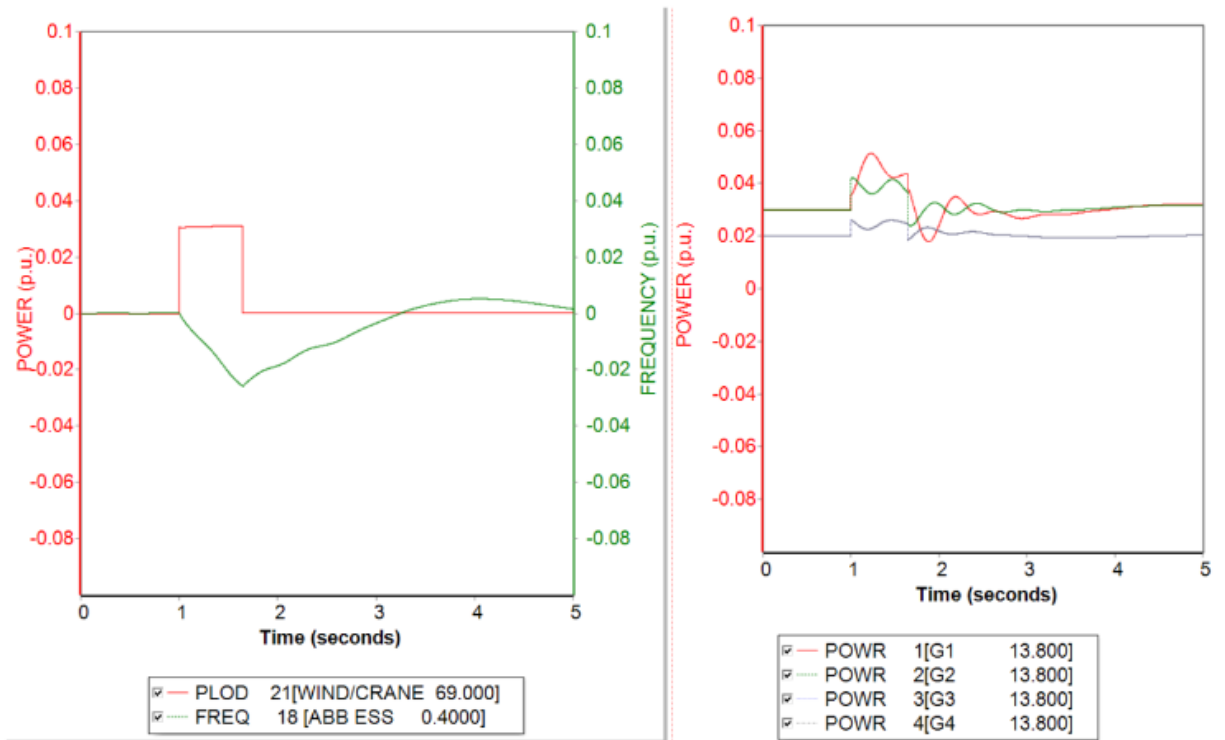 0.1
0.08
0.06
0.04
0.02
0
-0.02
-0.04
-0.06
-0.08
POWER (p.u.)
0.1
0.08
0.06
0.04
0.02
0
-0.02
-0.04
-0.06
-0.08
FREQUENCY (p.u.)
0 1 2 3 4 5
Time (seconds)
PLOD 21[WIND/CRANE 69.000]
FREQ 18 [ABB ESS 0.4000]
0.1
0.08
0.06
0.04
0.02
0
-0.02
-0.04
-0.06
-0.08
POWER (p.u.)
0 1 2 3 4 5
Time (seconds)
POWR 1[G1 13.800]
POWR 2[G2 13.800]
POWR 3[G3 13.800]
POWR 4[G4 13.800]